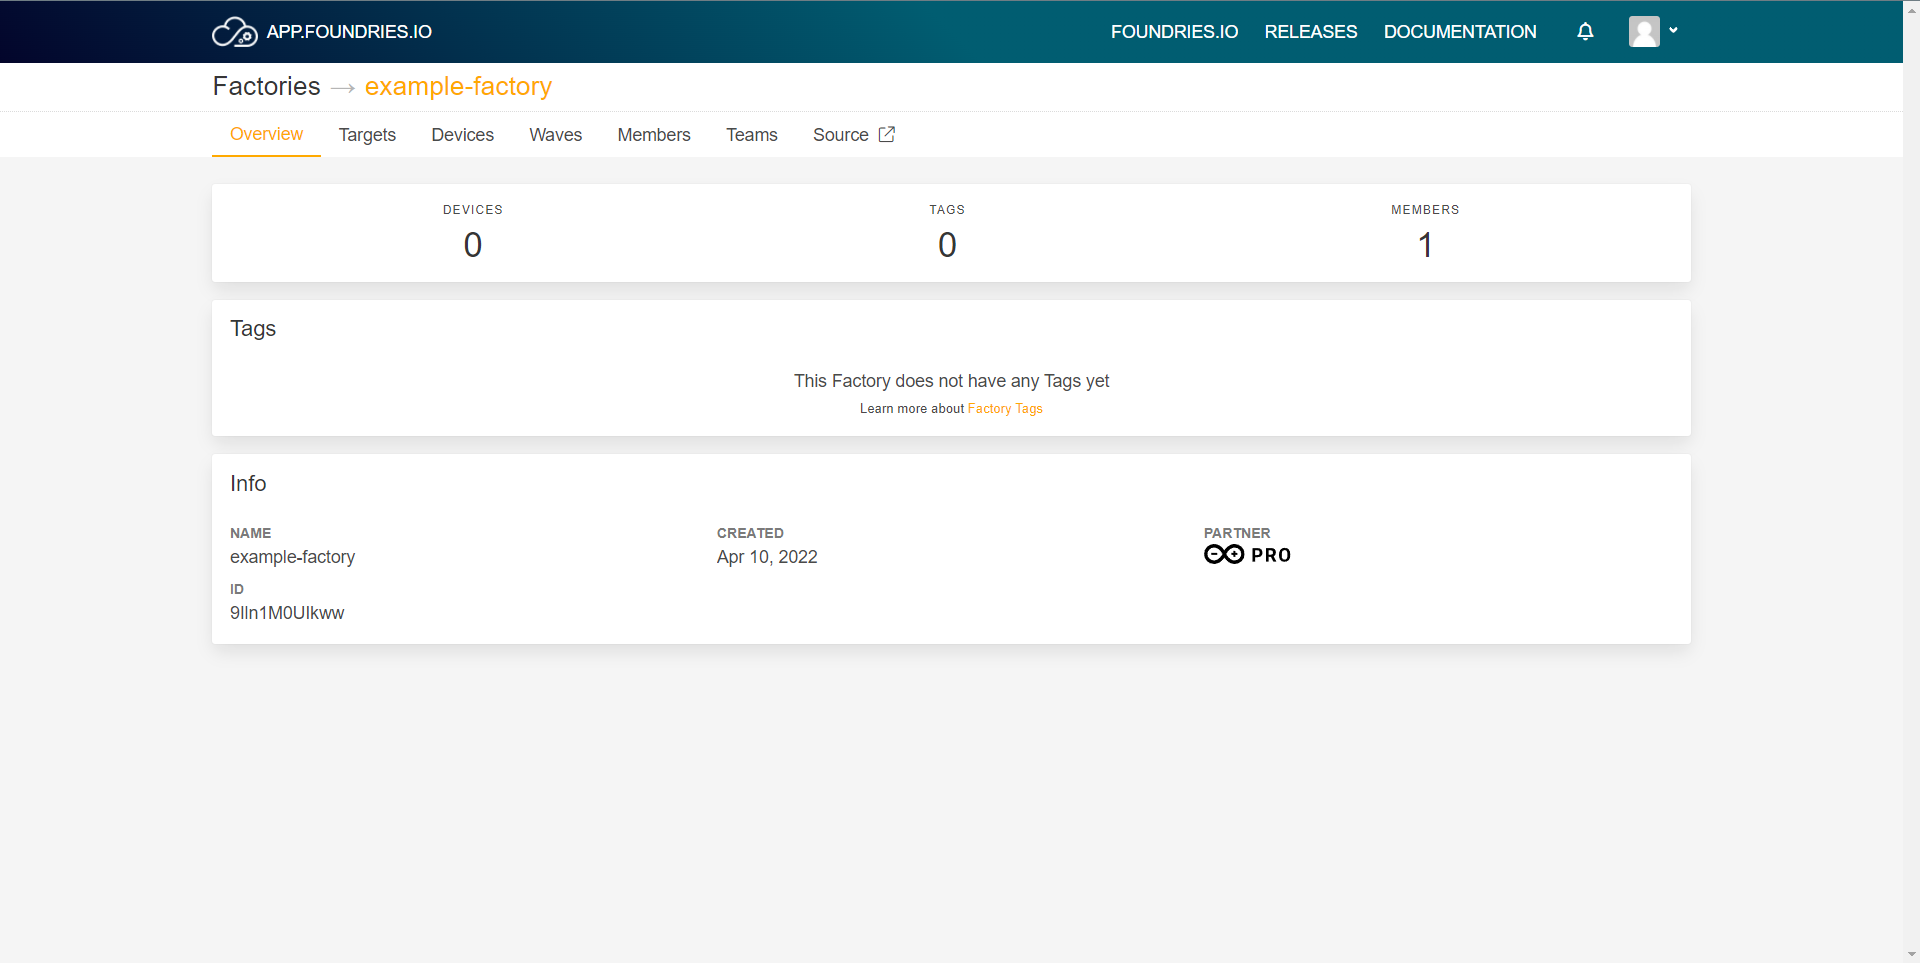 APP.FOUNDRIES.IO FOUNDRIES.IO RELEASES DOCUMENTATION
Factories → example-factory
Overview Targets Devices Waves Members Teams Source
DEVICES TAGS MEMBERS
0 0 1
Tags
This Factory does not have any Tags yet
Learn more about Factory Tags
Info
NAME CREATED PARTNER
example-factory Apr 10, 2022 PRO
ID
9lln1M0UIkww